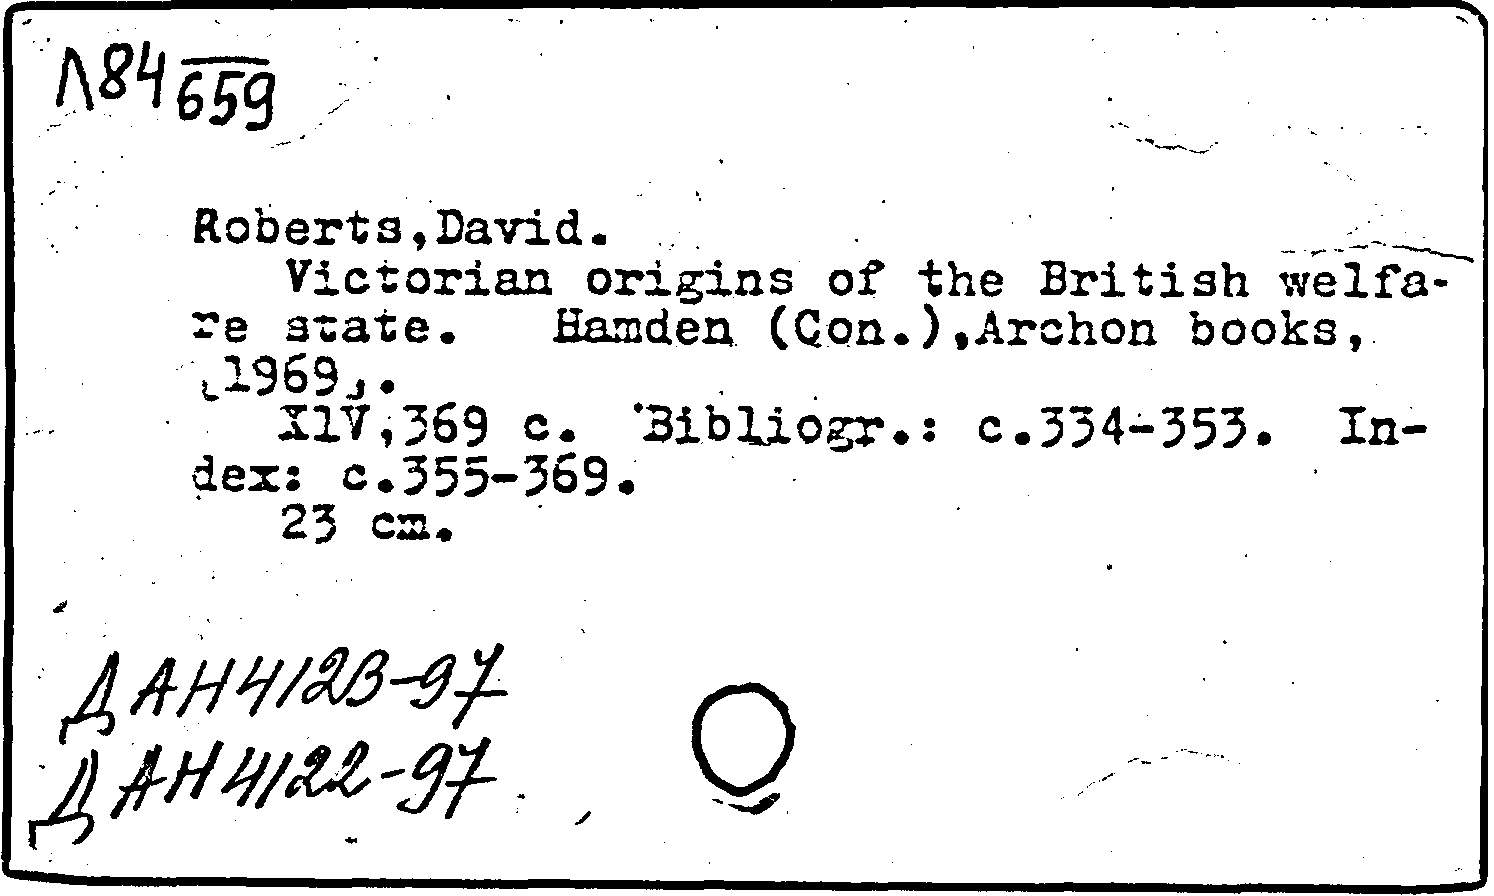 Л84 659
Roberts,David.
Victorian origins of the British welfa-
re state. Hamden (Con.),Archon books,
[1969].
XlV,369 с. Bibliogr.: с.334-353. In-
dex: с.355-369.
23 cm.
ДАН4123-97
ДАН4122-97